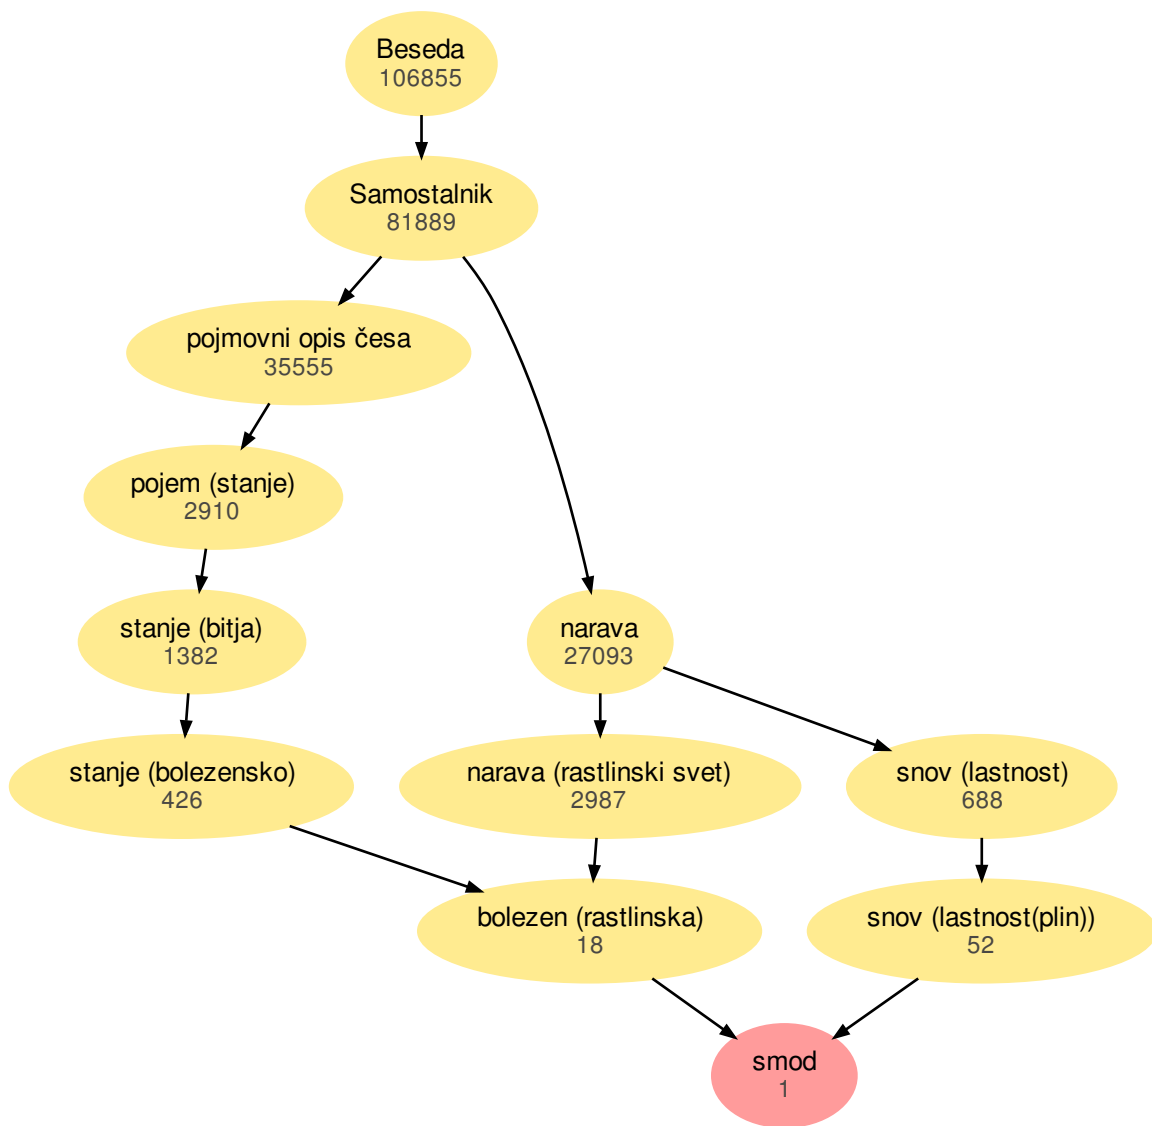 Beseda
106855
Samostalnik
81889
pojmovni opis česa
35555
pojem (stanje)
2910
stanje (bitja)
1382
narava
27093
stanje (bolezensko)
426
narava (rastlinski svet)
2987
snov (lastnost)
688
bolezen (rastlinska)
18
snov (lastnost(plin))
52
smod
1